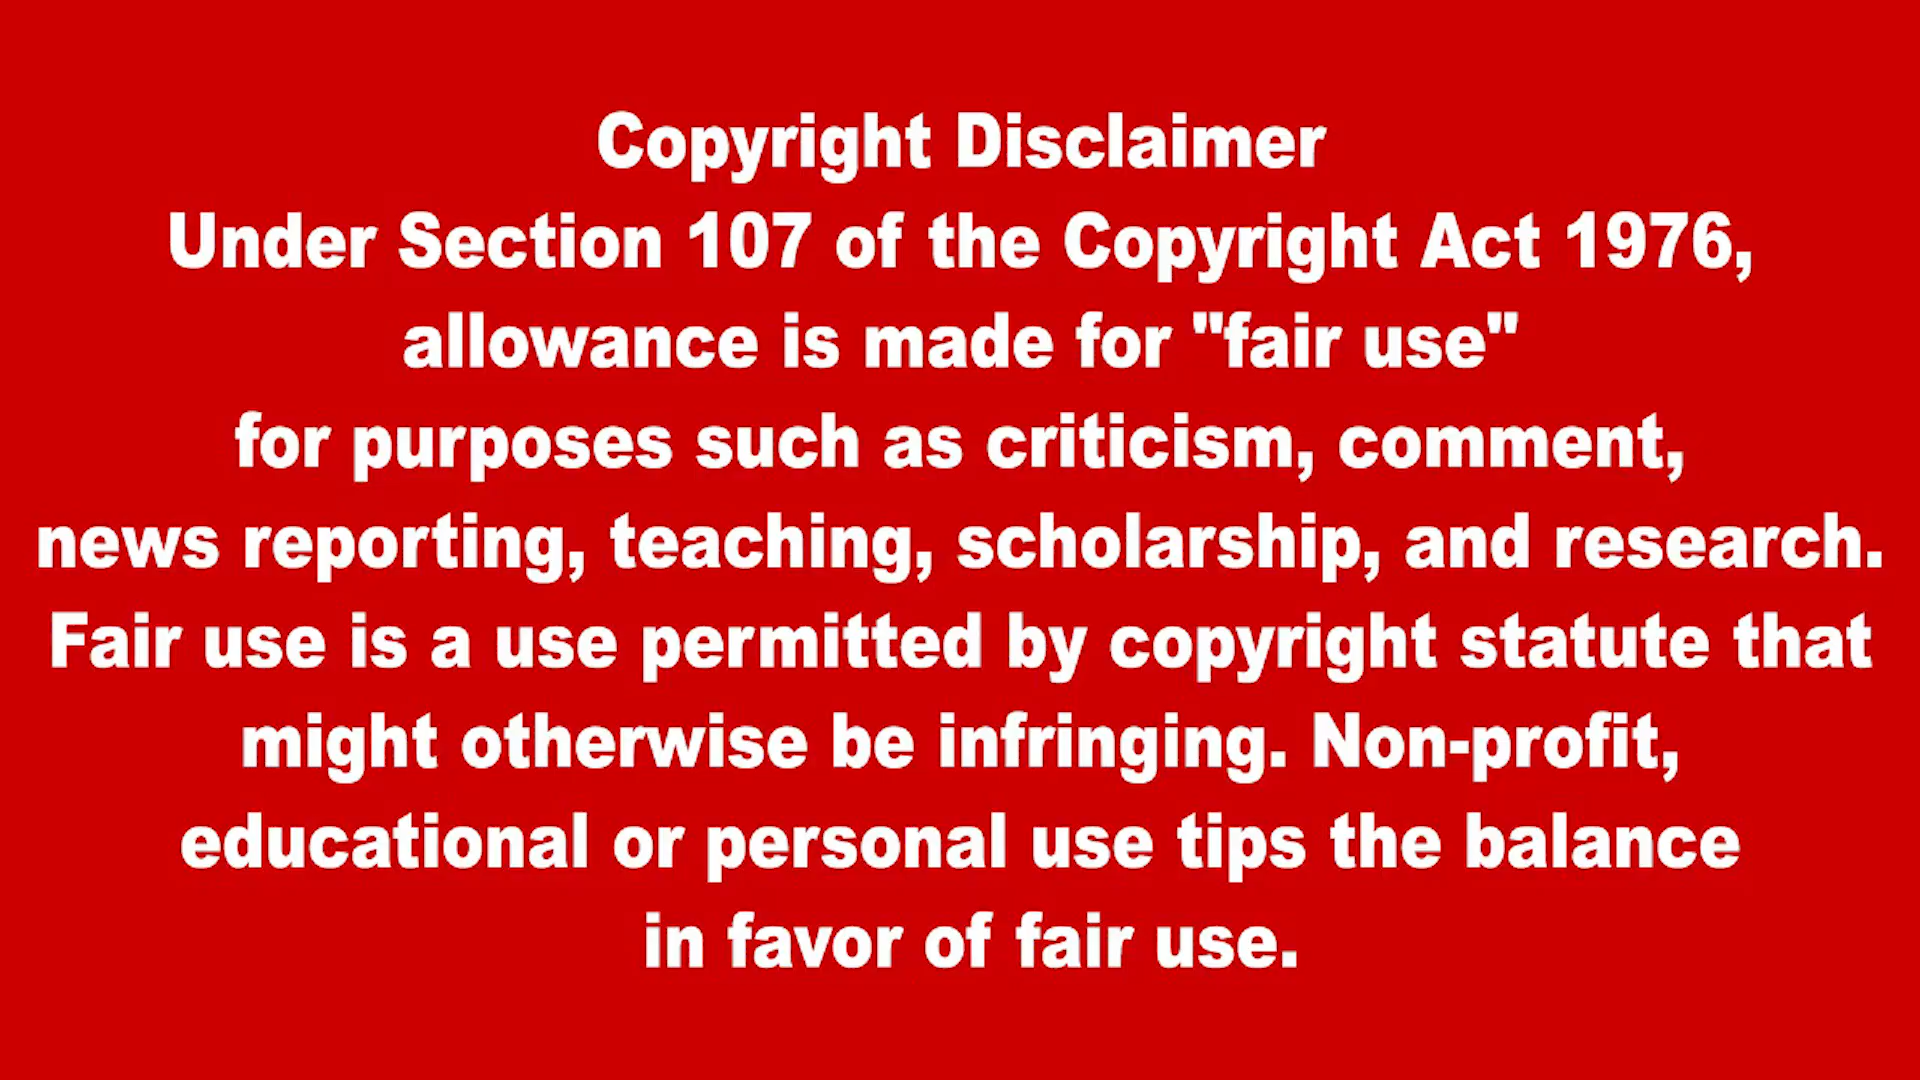 Copyright Disclaimer
Under Section 107 of the Copyright Act 1976,
allowance is made for "fair use"
for purposes such as criticism, comment,
news reporting, teaching, scholarship, and research.
Fair use is a use permitted by copyright statute that
might otherwise be infringing. Non-profit,
educational or personal use tips the balance
in favor of fair use.